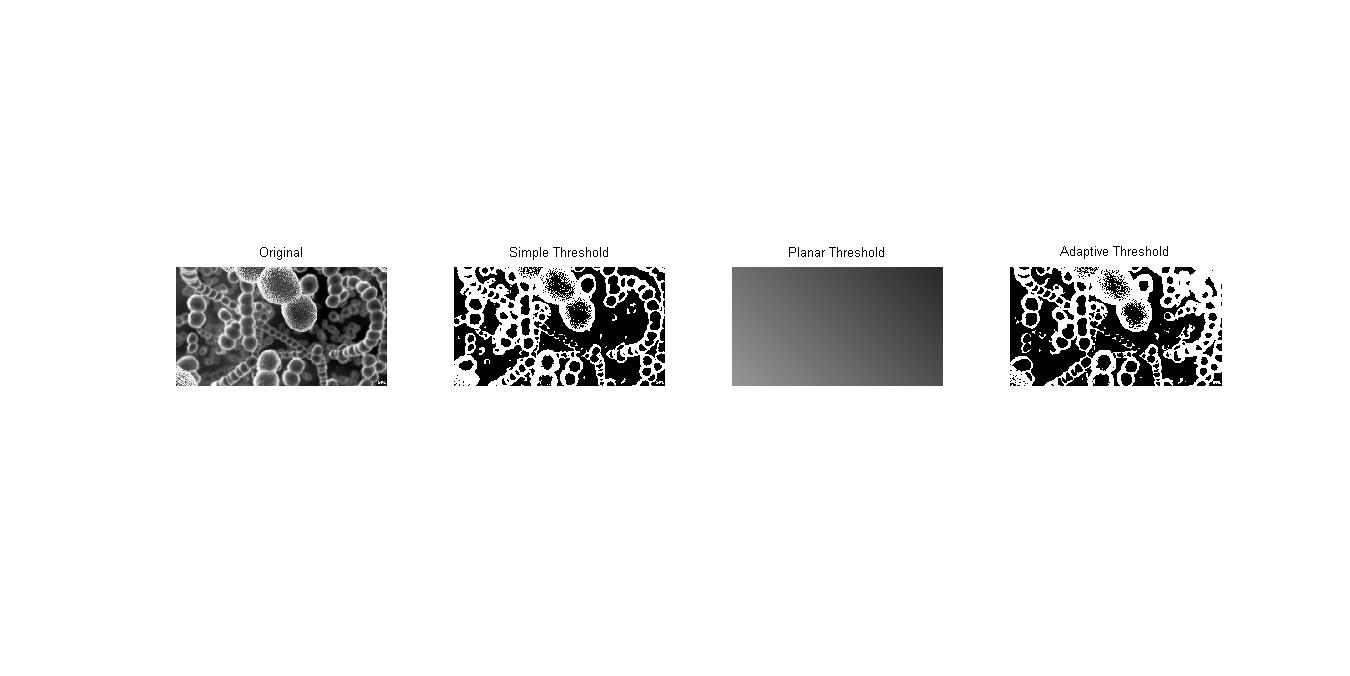 Original
Simple Threshold
Planar Threshold
Adaptive Threshold